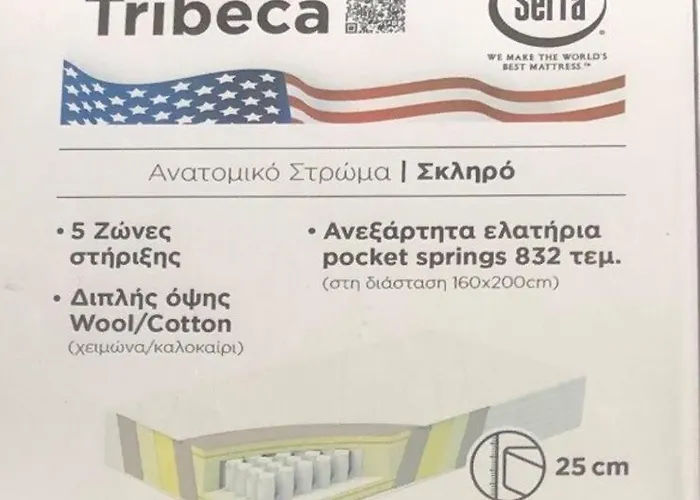 Tribeca
Serta
WE MAKE THE WORLD'S
BEST MATTRESS.™
Ανατομικό Στρώμα | Σκληρό
• 5 Ζώνες
στήριξης
• Διπλής όψης
Wool/Cotton
(χειμώνα/καλοκαίρι)
• Ανεξάρτητα ελατήρια
pocket springs 832 τεμ.
(στη διάσταση 160x200cm)
25 cm